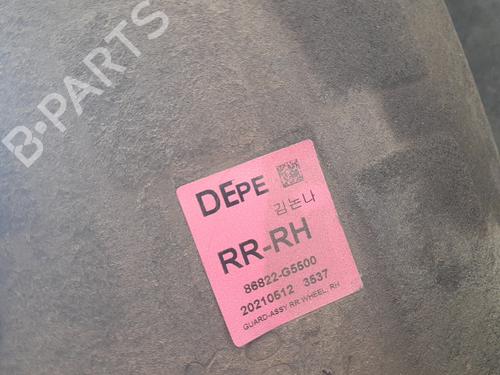 B-PARTS
DEPE
김논나
RR-RH
86822-G5500
20210512 3537
GUARD-ASSY RR WHEEL, RH